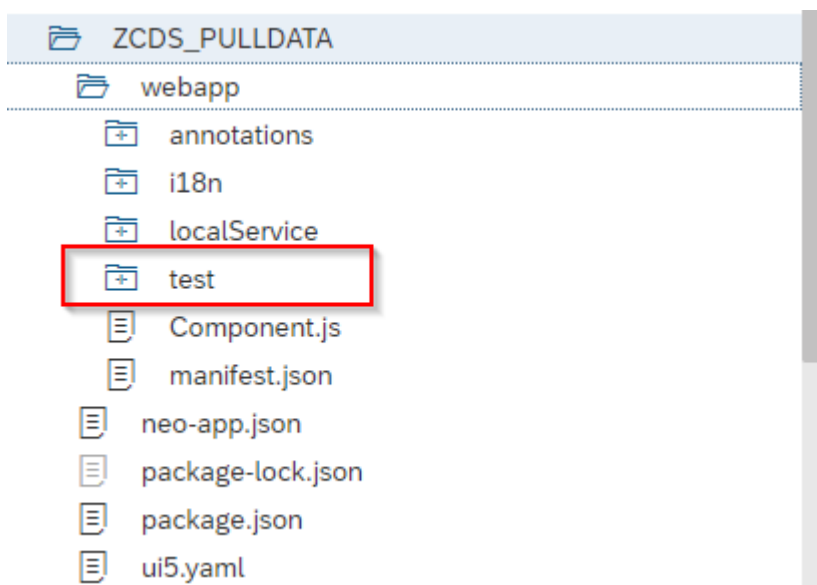 ZCDS_PULLDATA
webapp
annotations
i18n
localService
test
Component.js
manifest.json
neo-app.json
package-lock.json
package.json
ui5.yaml